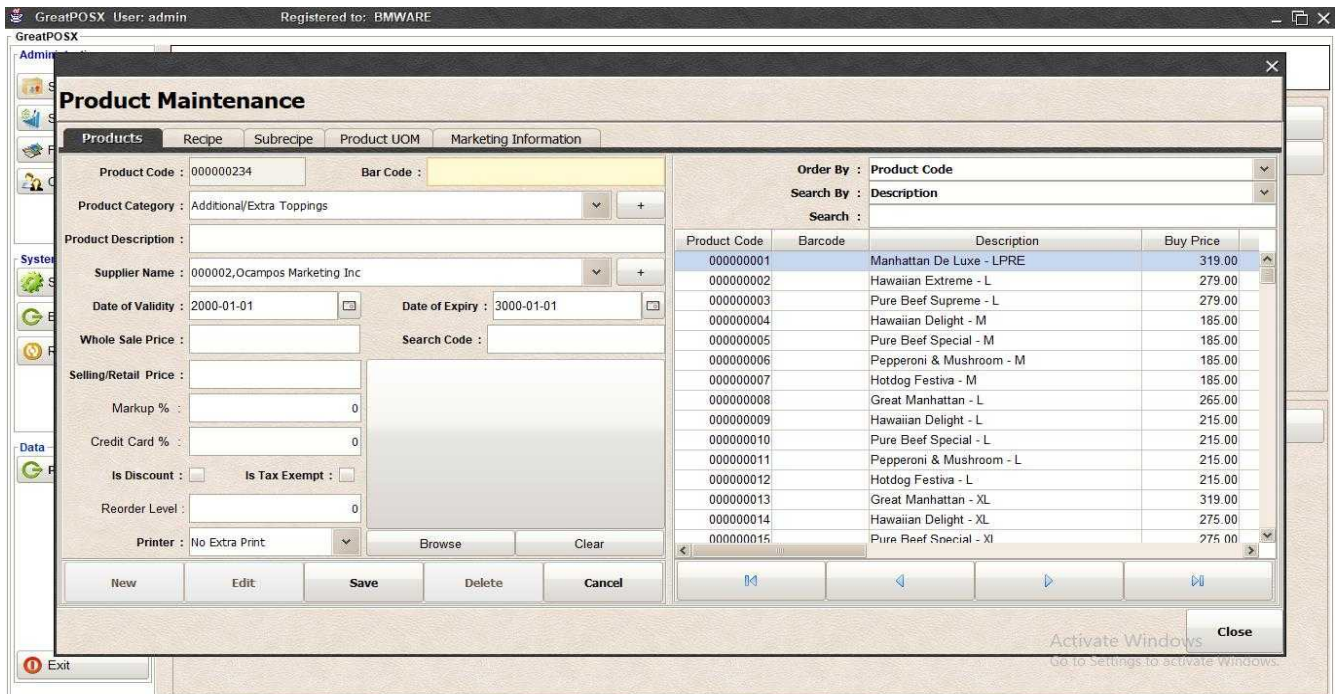 GreatPOSX User: admin Registered to: BMWARE
GreatPOSX
Product Maintenance
Products Recipe Subrecipe Product UOM Marketing Information
Product Code : 000000234 Bar Code :
Product Category : Additional/Extra Toppings +
Product Description :
Supplier Name : 000002,Ocampos Marketing Inc +
Date of Validity : 2000-01-01 Date of Expiry : 3000-01-01
Whole Sale Price : Search Code :
Selling/Retail Price :
Markup % : 0
Credit Card % : 0
Is Discount : Is Tax Exempt :
Reorder Level : 0
Printer : No Extra Print Browse Clear
New Edit Save Delete Cancel
Order By : Product Code
Search By : Description
Search :
Product Code Barcode Description Buy Price
000000001 Manhattan De Luxe - LPRE 319.00
000000002 Hawaiian Extreme - L 279.00
000000003 Pure Beef Supreme - L 279.00
000000004 Hawaiian Delight - M 185.00
000000005 Pure Beef Special - M 185.00
000000006 Pepperoni & Mushroom - M 185.00
000000007 Hotdog Festiva - M 185.00
000000008 Great Manhattan - L 265.00
000000009 Hawaiian Delight - L 215.00
000000010 Pure Beef Special - L 215.00
000000011 Pepperoni & Mushroom - L 215.00
000000012 Hotdog Festiva - L 215.00
000000013 Great Manhattan - XL 319.00
000000014 Hawaiian Delight - XL 275.00
000000015 Pure Beef Special - XL 275.00
Close
Data
Exit
Activate Windows
Go to Settings to activate Windows.